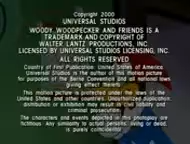 Copyright 2000
UNIVERSAL STUDIOS
WOODY WOODPECKER AND FRIENDS IS A
TRADEMARK AND COPYRIGHT OF
WALTER LANTZ PRODUCTIONS, INC.
LICENSED BY UNIVERSAL STUDIOS LICENSING, INC.
ALL RIGHTS RESERVED
Country of First Publication: United States of America
Universal Studios is the author of this motion picture
for purposes of the Berne Convention and all national laws
giving effect thereto.
This motion picture is protected under the laws of the
United States and other countries. Unauthorized duplication,
distribution or exhibition may result in civil liability and
criminal prosecution.
The characters and events depicted in this photoplay are
fictitious. Any similarity to actual persons, living or dead,
is purely coincidental.